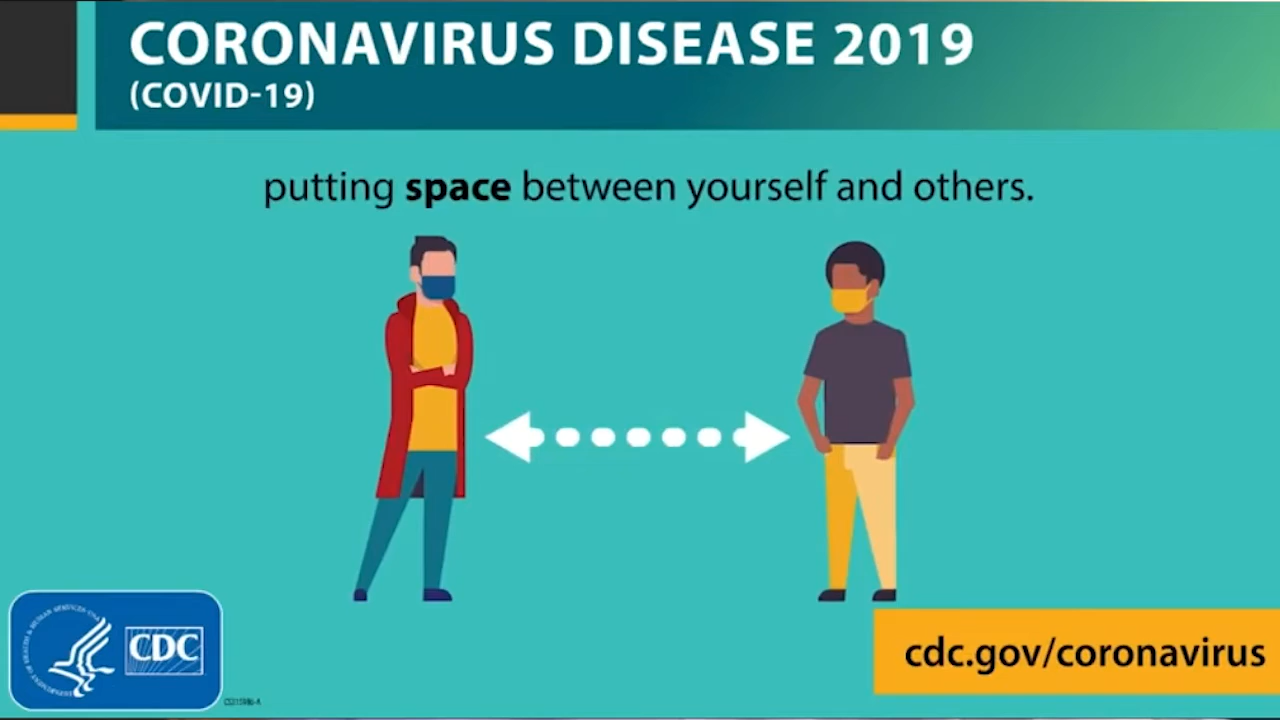 CORONAVIRUS DISEASE 2019
(COVID-19)
putting space between yourself and others.
CDC
cdc.gov/coronavirus